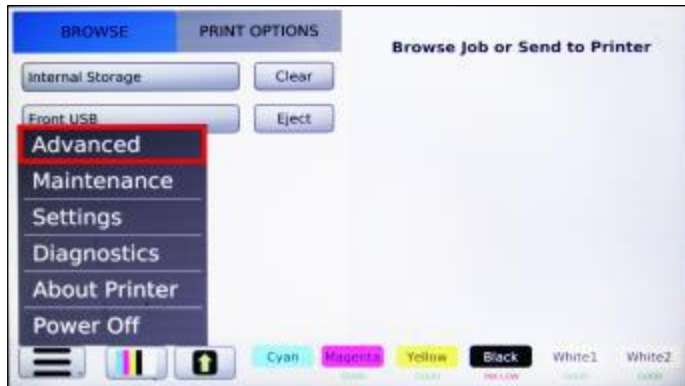 BROWSE PRINT OPTIONS
Browse Job or Send to Printer
Internal Storage Clear
Front USB Eject
Advanced
Maintenance
Settings
Diagnostics
About Printer
Power Off
Cyan Magenta Yellow Black White1 White2